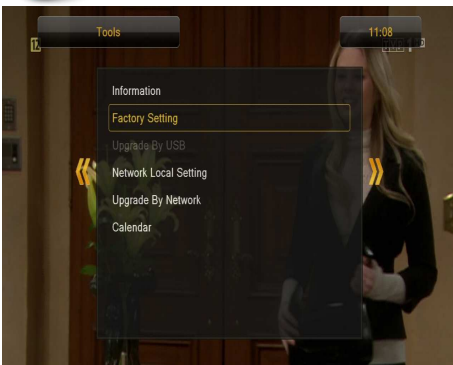 Tools
11:08
Information
Factory Setting
Upgrade By USB
Network Local Setting
Upgrade By Network
Calendar